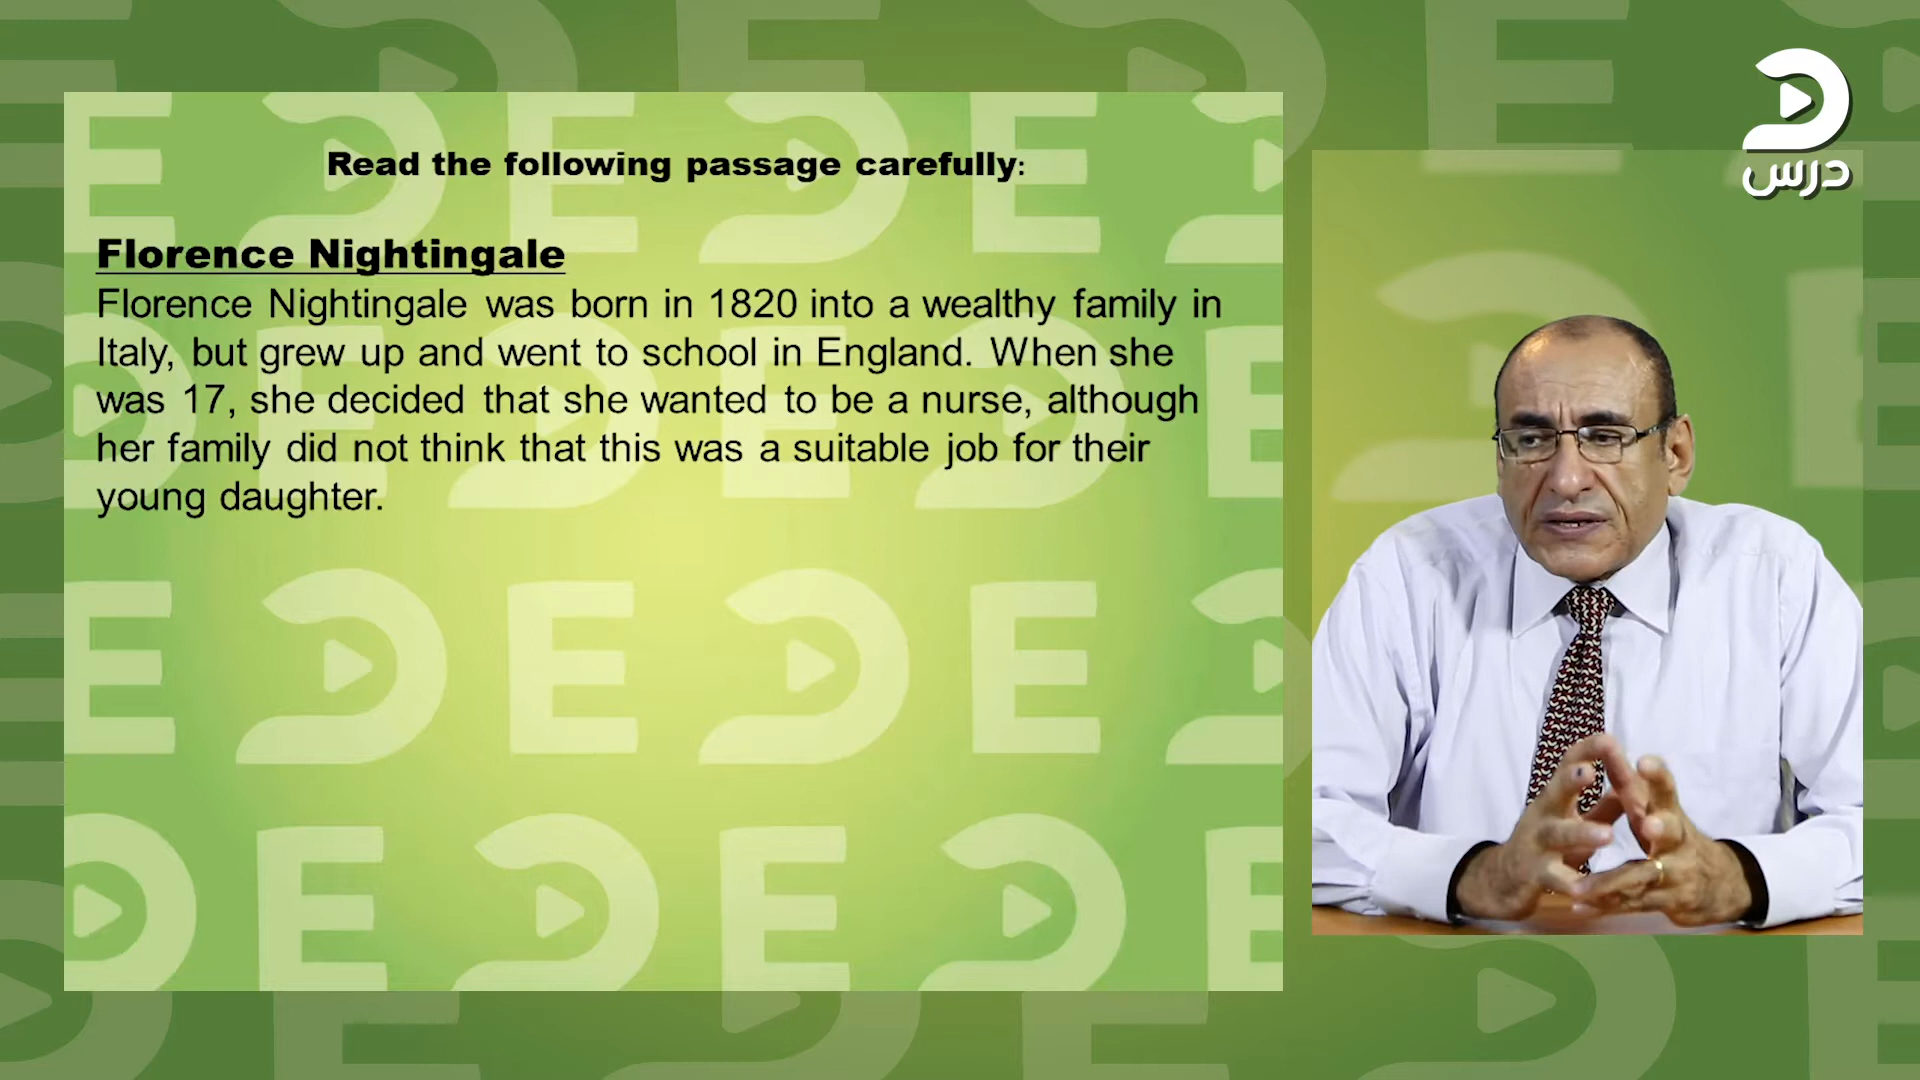 Read the following passage carefully:
Florence Nightingale
Florence Nightingale was born in 1820 into a wealthy family in
Italy, but grew up and went to school in England. When she
was 17, she decided that she wanted to be a nurse, although
her family did not think that this was a suitable job for their
young daughter.
درس